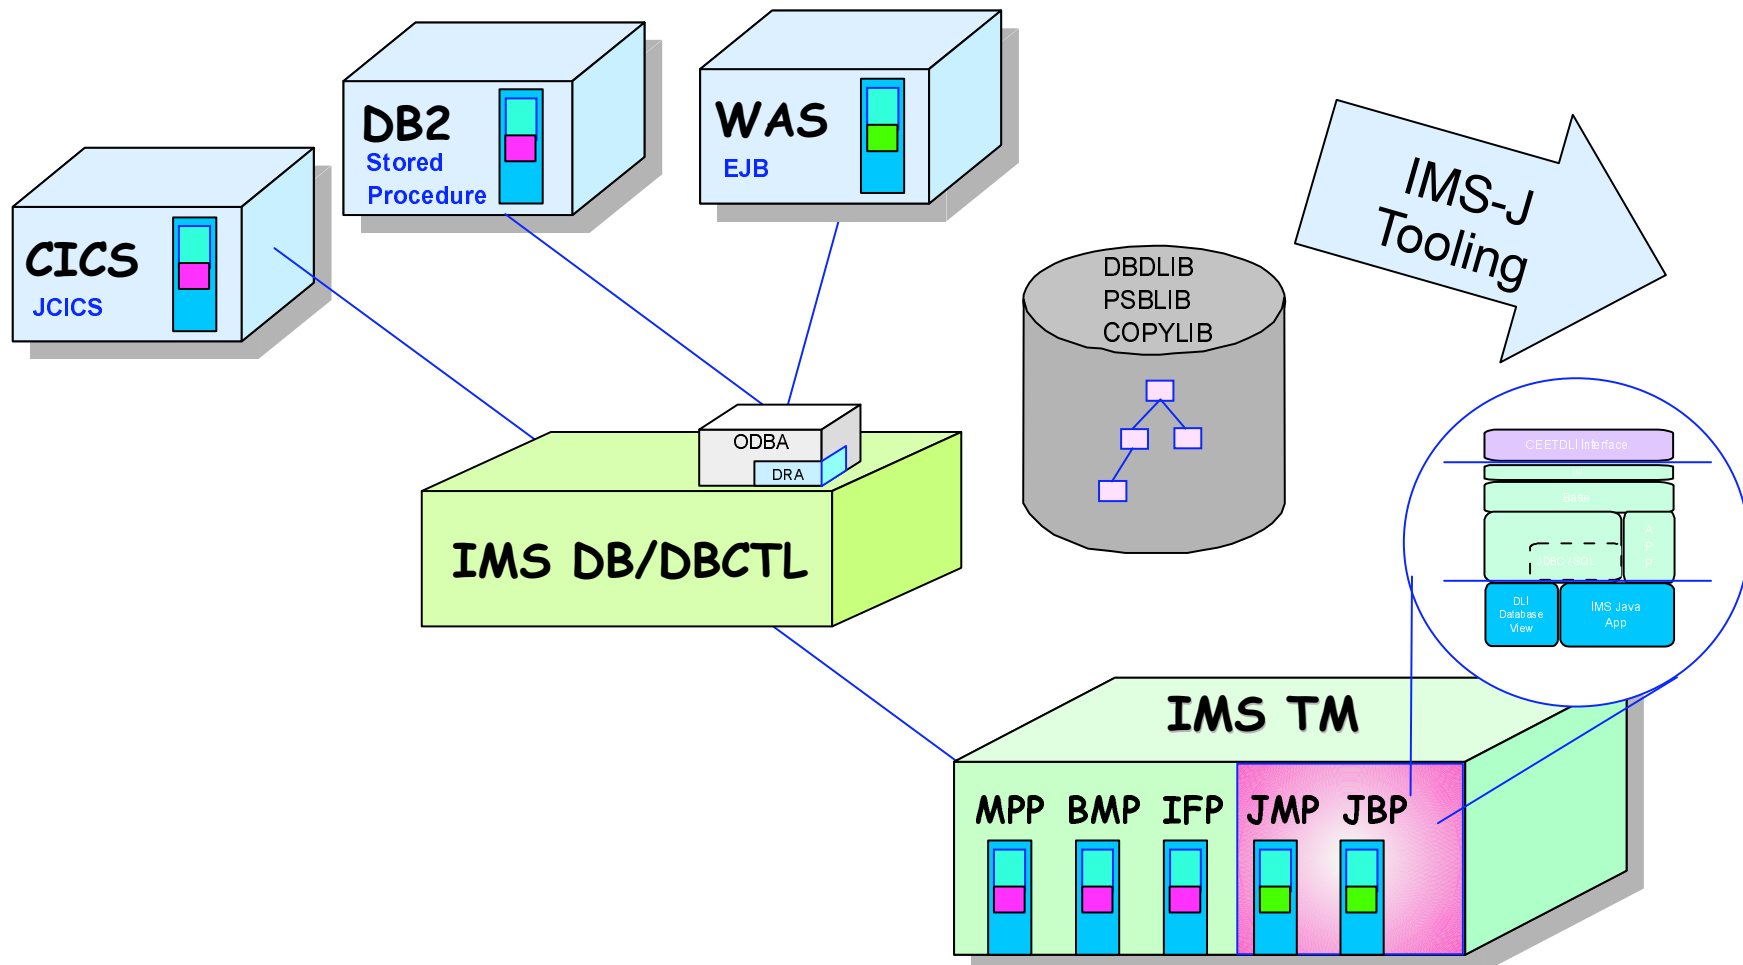 CICS
JCICS
DB2
Stored
Procedure
WAS
EJB
IMS-J
Tooling
DBDLIB
PSBLIB
COPYLIB
ODBA
DRA
IMS DB/DBCTL
CEETDLI Interface
Base
A
P
P
JDBC / SQL
DLI
Database
View
IMS Java
App
IMS TM
MPP BMP IFP JMP JBP